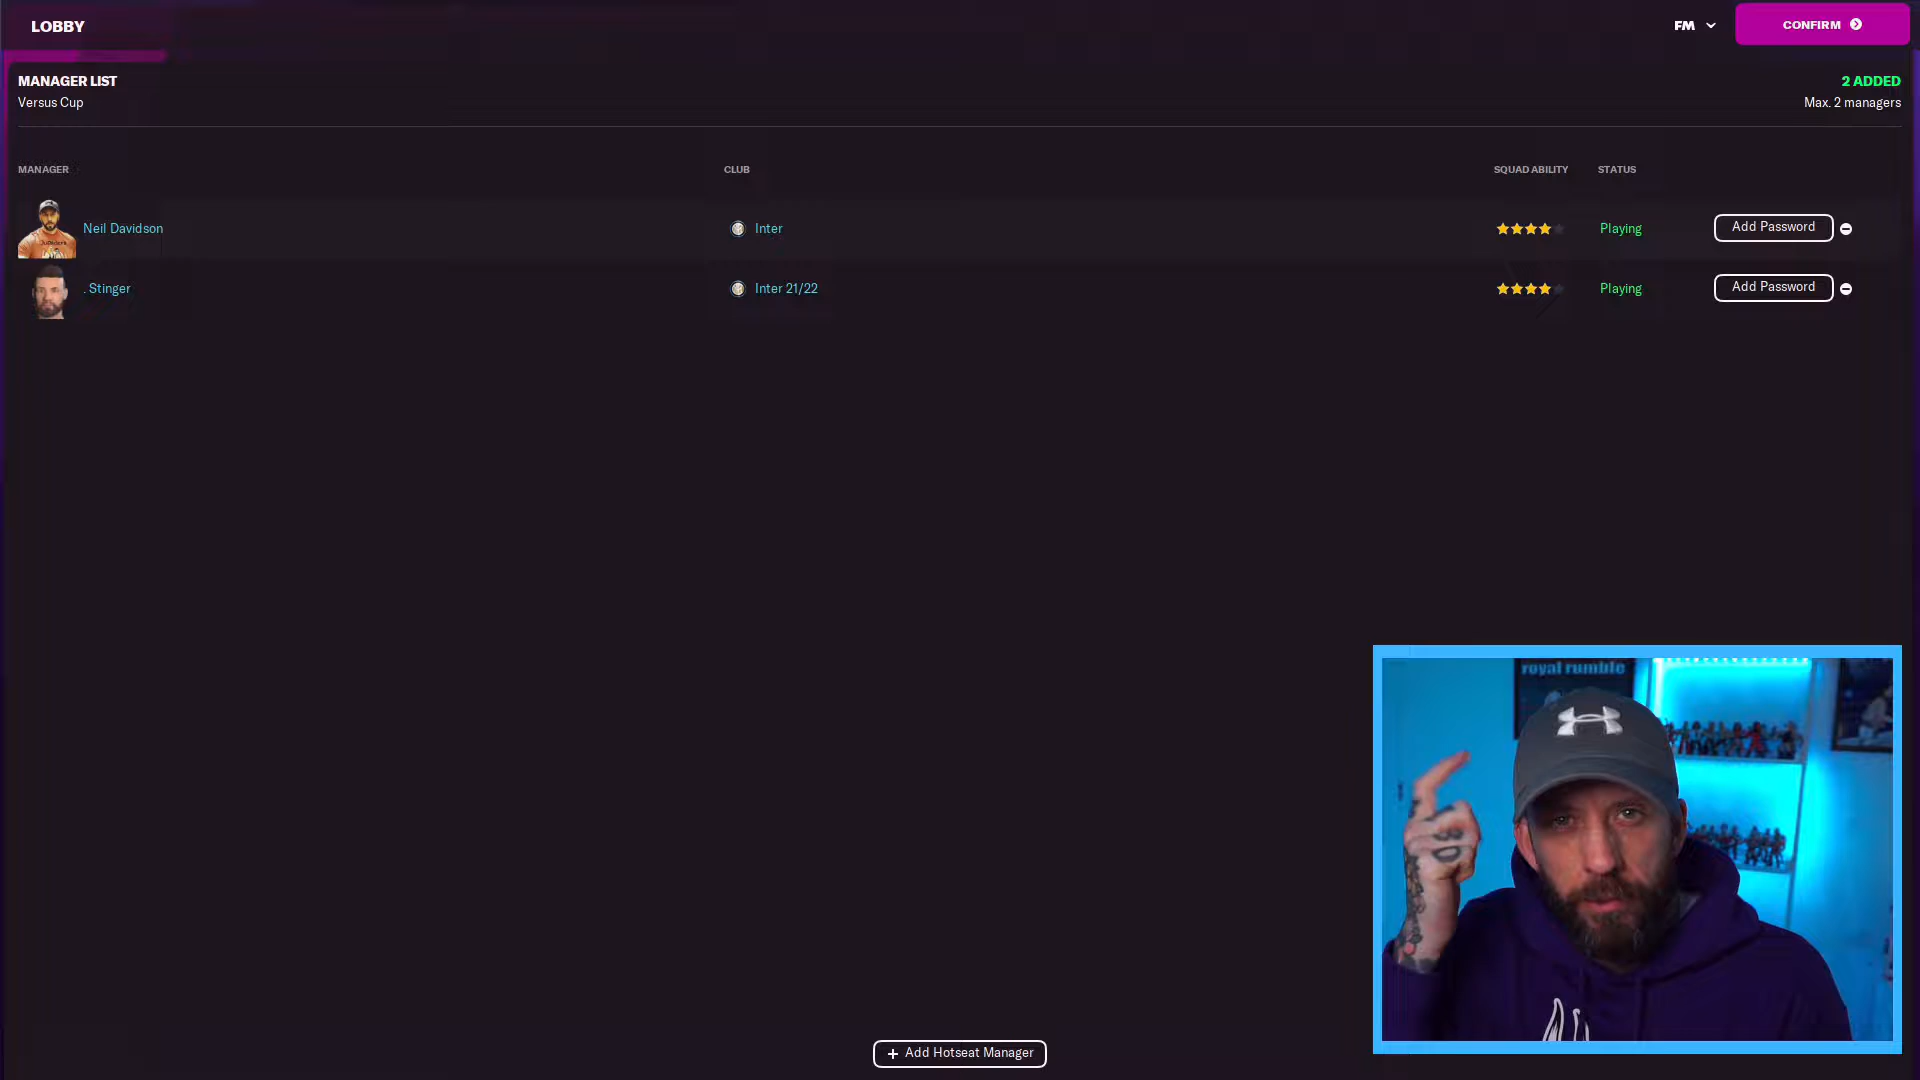 LOBBY
FM
CONFIRM
MANAGER LIST
2 ADDED
Versus Cup
Max. 2 managers
MANAGER
CLUB
SQUAD ABILITY
STATUS
Neil Davidson
Inter
Playing
Add Password
. Stinger
Inter 21/22
Playing
Add Password
royal rumble
Add Hotseat Manager